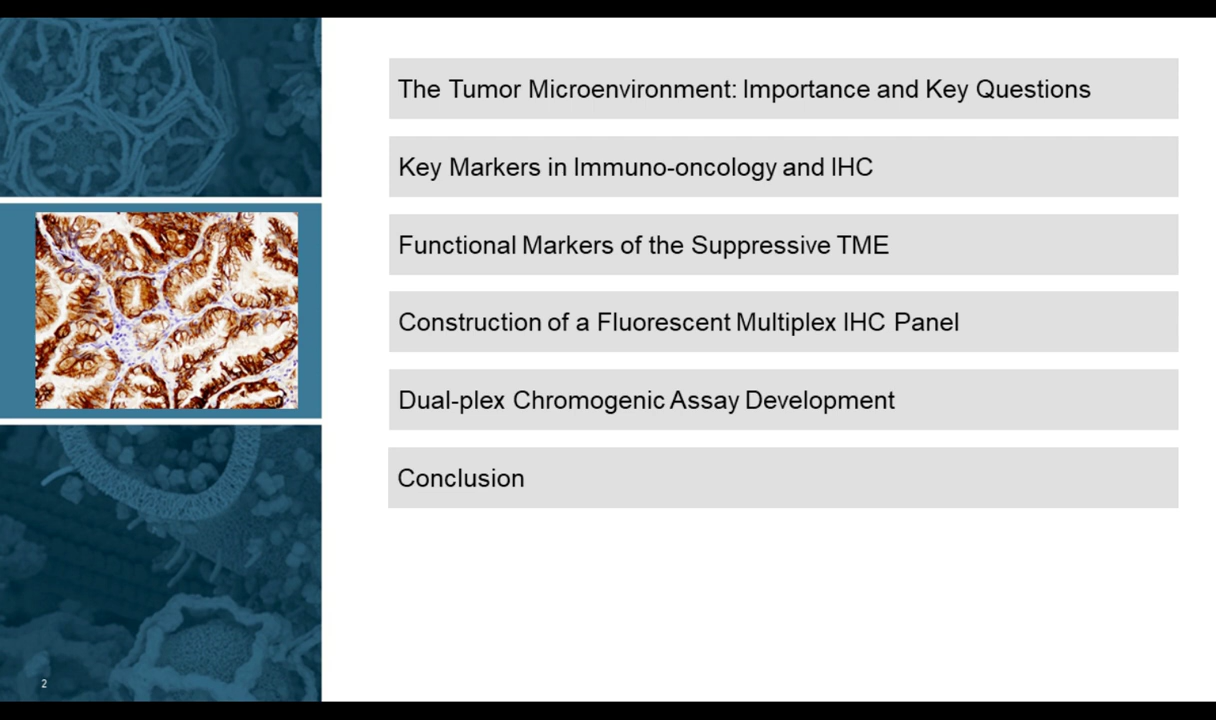 The Tumor Microenvironment: Importance and Key Questions
Key Markers in Immuno-oncology and IHC
Functional Markers of the Suppressive TME
Construction of a Fluorescent Multiplex IHC Panel
Dual-plex Chromogenic Assay Development
Conclusion
2